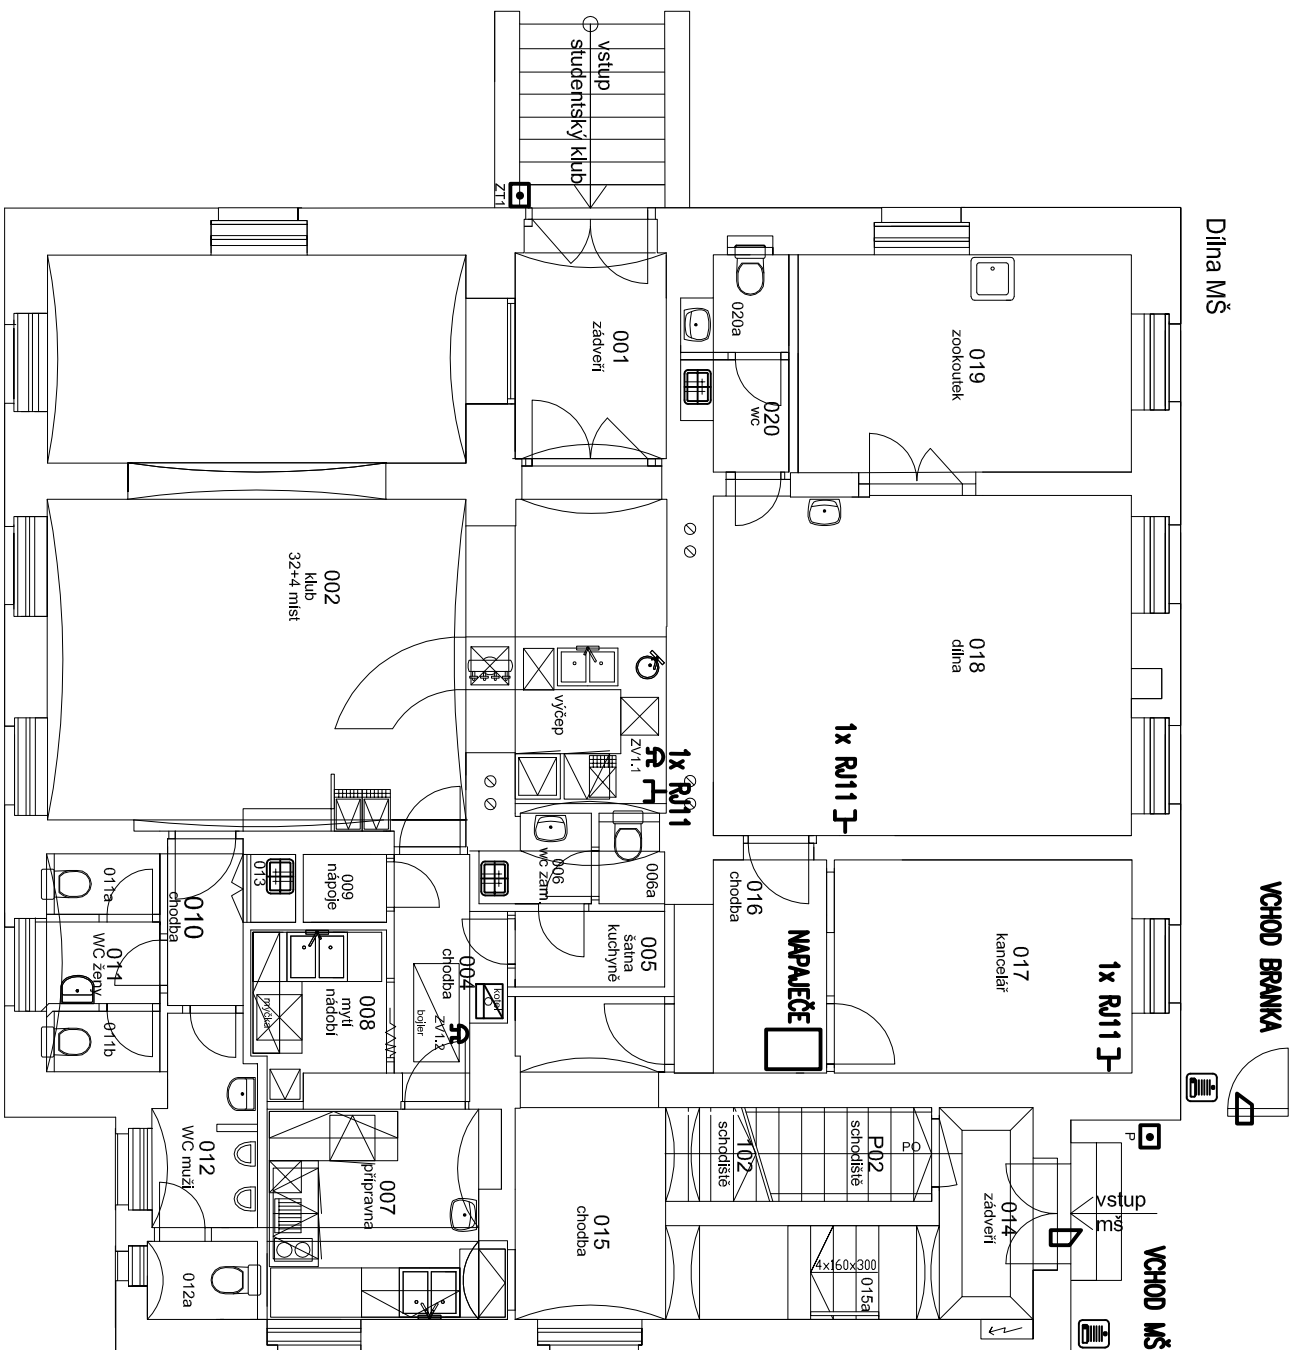 vstup
studentský klub
ZT1
Dílna MŠ
001
zádveří
020a
020
wc
019
zookoutek
002
klub
32+4 míst
018
dílna
výčep
ZV1.1
1x RJ11
1x RJ11
006
wc zam.
006a
016
chodba
017
kancelář
1x RJ11
NAPAJEČE
VCHOD BRANKA
005
šatna
kuchyně
013
009
nápoje
010
chodba
011a
011
WC ženy
011b
008
mytí
nádobí
myčka
004
chodba
bojler
ZV1.2
kotel
012
WC muži
012a
007
přípravna
015
chodba
102
schodiště
P02
schodiště
PO
014
zádveří
4x160x300
015a
P
vstup
mš
VCHOD MŠ